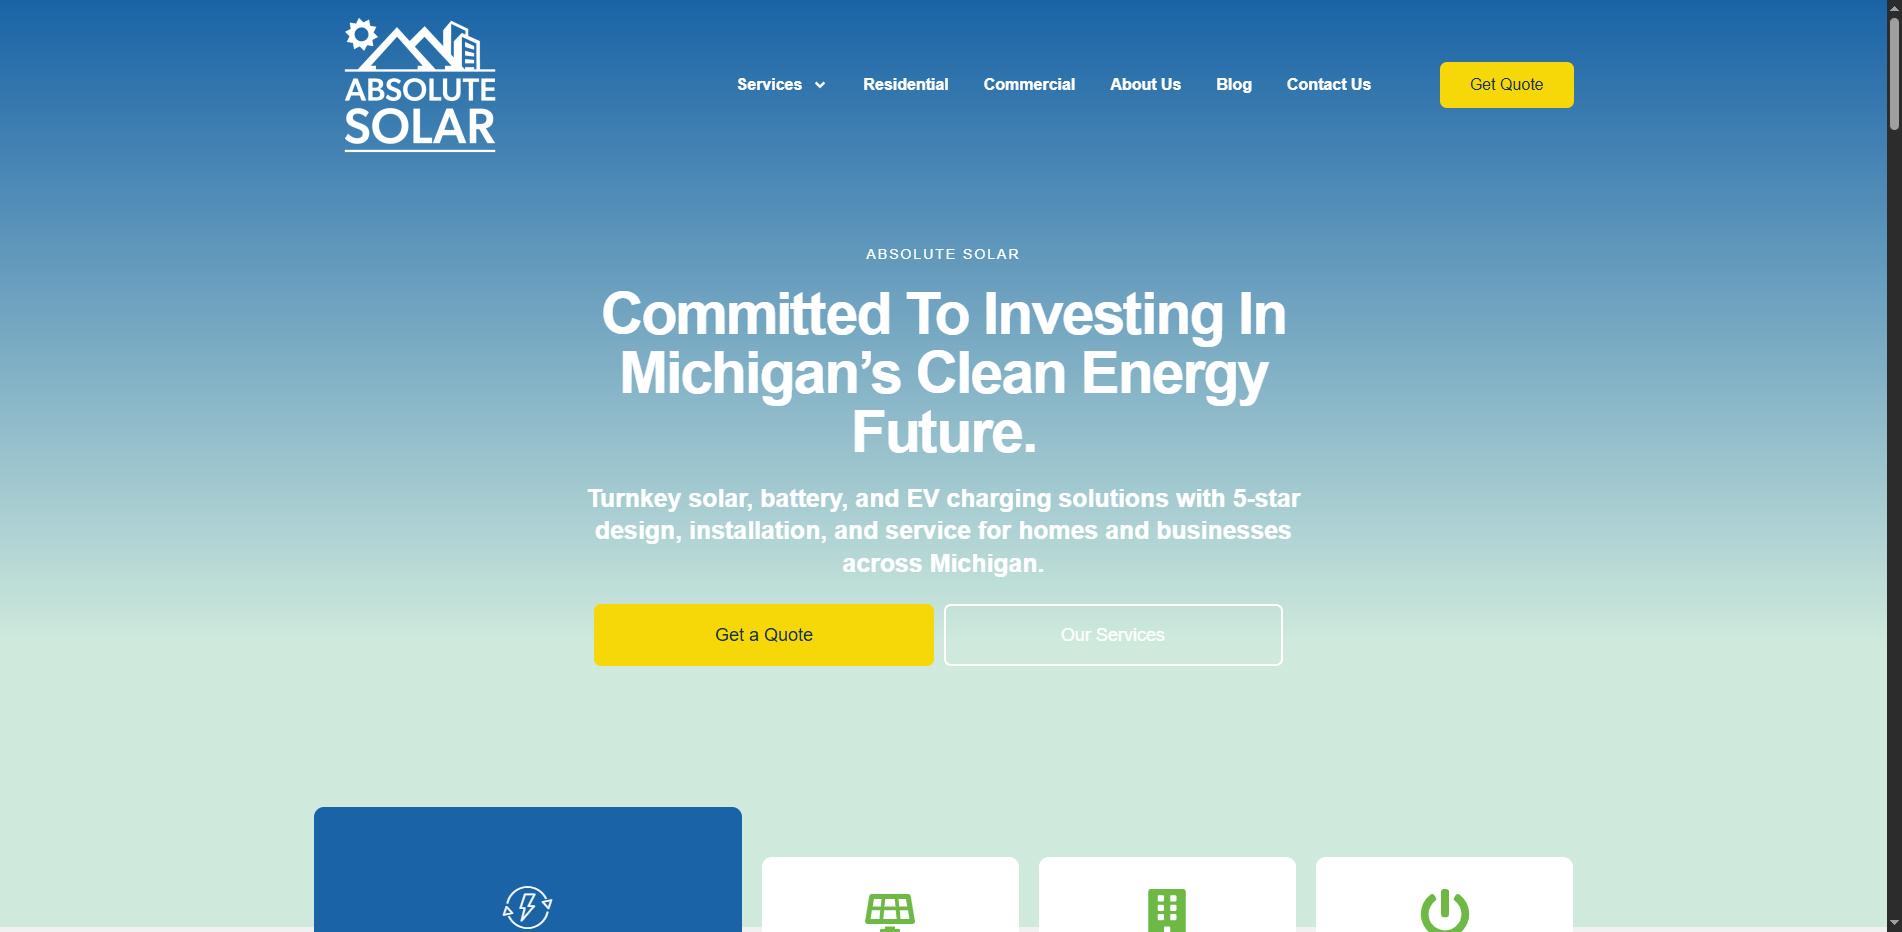 ABSOLUTE
SOLAR
Services
Residential
Commercial
About Us
Blog
Contact Us
Get Quote
ABSOLUTE SOLAR
Committed To Investing In
Michigan’s Clean Energy
Future.
Turnkey solar, battery, and EV charging solutions with 5-star
design, installation, and service for homes and businesses
across Michigan.
Get a Quote
Our Services